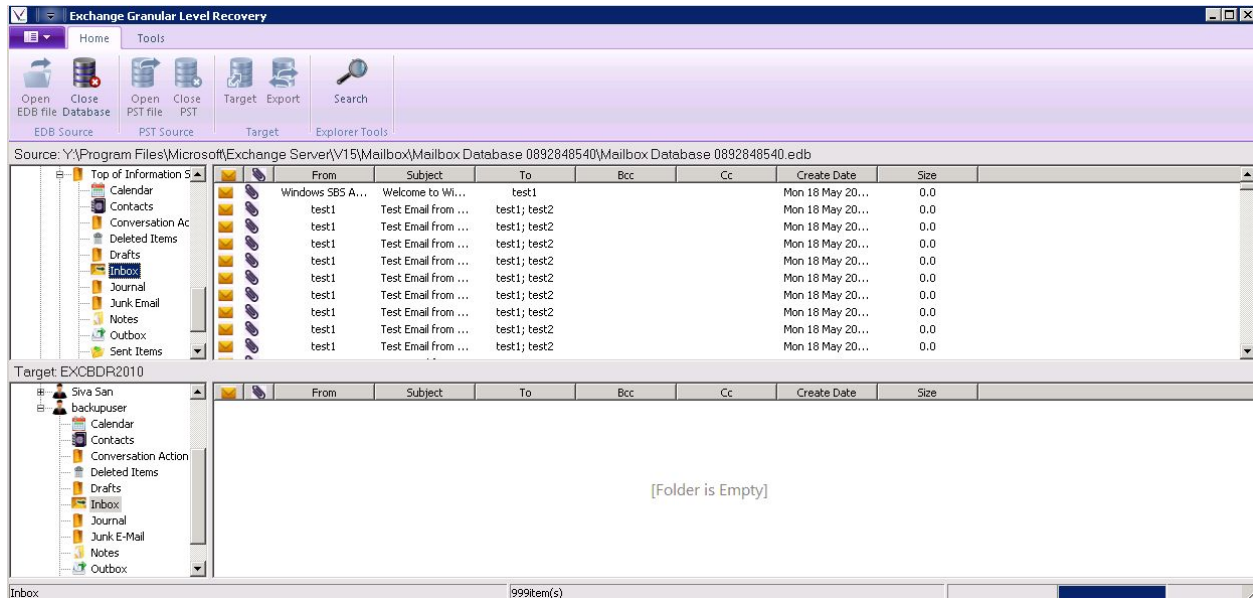 Exchange Granular Level Recovery
Home Tools
Open EDB file Close Database Open PST file Close PST Target Export Search
EDB Source PST Source Target Explorer Tools
Source: Y:\Program Files\Microsoft\Exchange Server\V15\Mailbox\Mailbox Database 0892848540\Mailbox Database 0892848540.edb
Top of Information S
Calendar
Contacts
Conversation Ac
Deleted Items
Drafts
Inbox
Journal
Junk Email
Notes
Outbox
Sent Items
From Subject To Bcc Cc Create Date Size
Windows SBS A... Welcome to Wi... test1 Mon 18 May 20... 0.0
test1 Test Email from ... test1; test2 Mon 18 May 20... 0.0
test1 Test Email from ... test1; test2 Mon 18 May 20... 0.0
test1 Test Email from ... test1; test2 Mon 18 May 20... 0.0
test1 Test Email from ... test1; test2 Mon 18 May 20... 0.0
test1 Test Email from ... test1; test2 Mon 18 May 20... 0.0
test1 Test Email from ... test1; test2 Mon 18 May 20... 0.0
test1 Test Email from ... test1; test2 Mon 18 May 20... 0.0
test1 Test Email from ... test1; test2 Mon 18 May 20... 0.0
test1 Test Email from ... test1; test2 Mon 18 May 20... 0.0
Target: EXCBDR2010
Siva San
backupuser
Calendar
Contacts
Conversation Action
Deleted Items
Drafts
Inbox
Journal
Junk E-Mail
Notes
Outbox
From Subject To Bcc Cc Create Date Size
[Folder is Empty]
Inbox 999item(s)